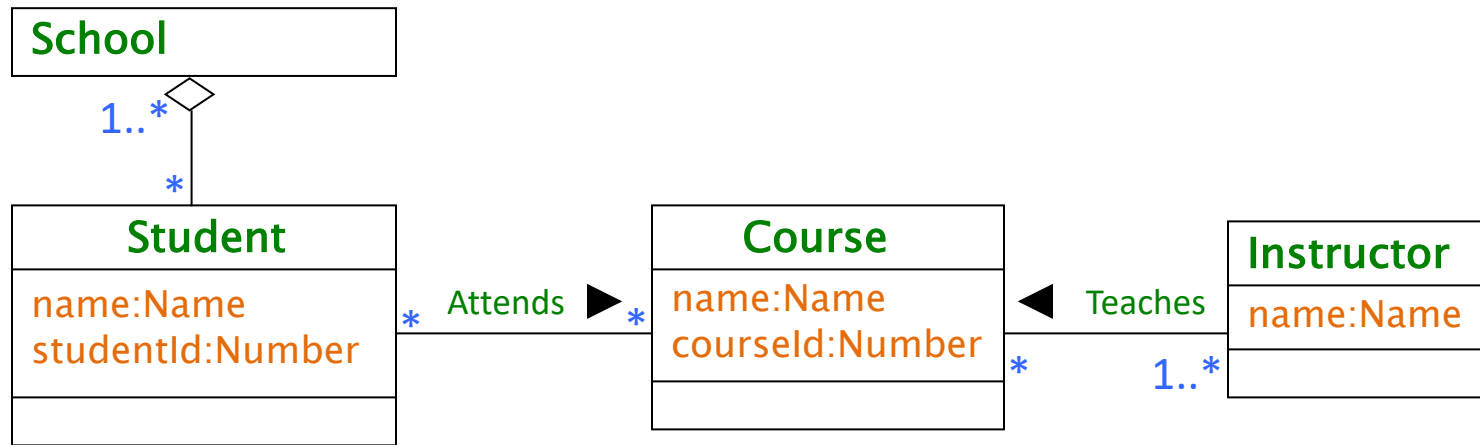 School
1..*
*
Student
name:Name
studentId:Number
* Attends *
Course
name:Name
courseId:Number
Teaches
* 1..*
Instructor
name:Name